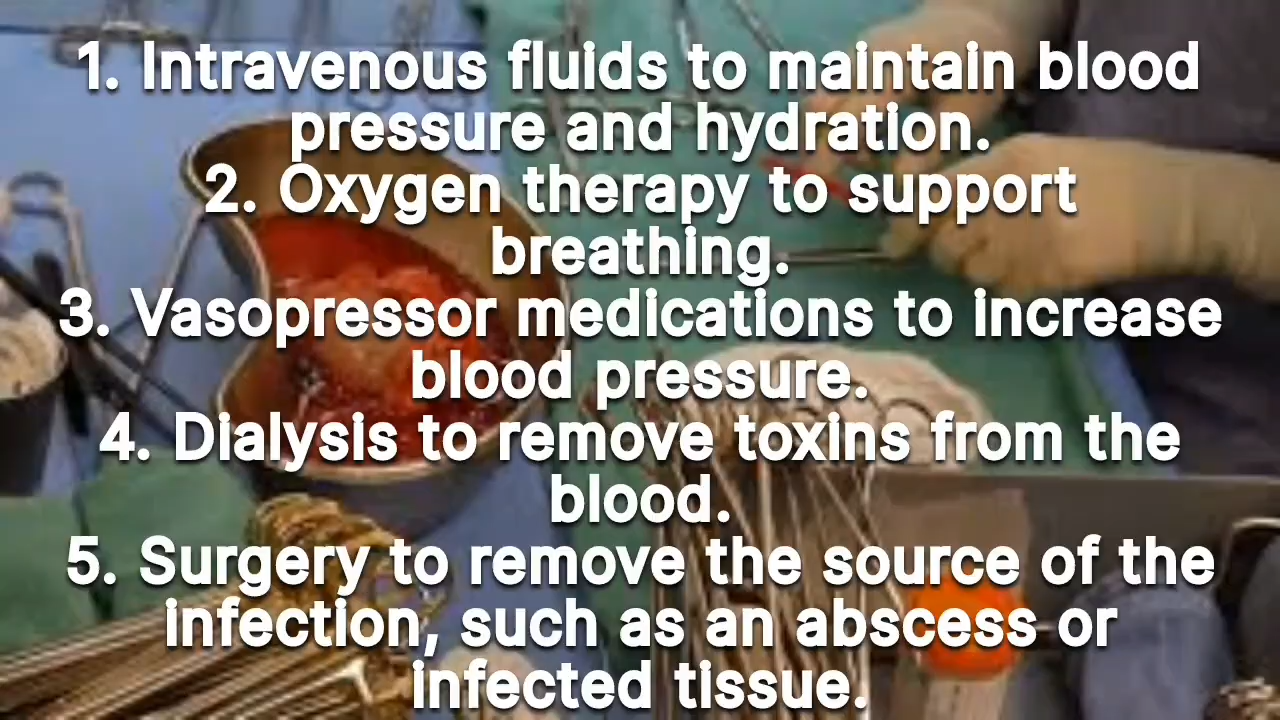 1. Intravenous fluids to maintain blood
pressure and hydration.
2. Oxygen therapy to support
breathing.
3. Vasopressor medications to increase
blood pressure.
4. Dialysis to remove toxins from the
blood.
5. Surgery to remove the source of the
infection, such as an abscess or
infected tissue.